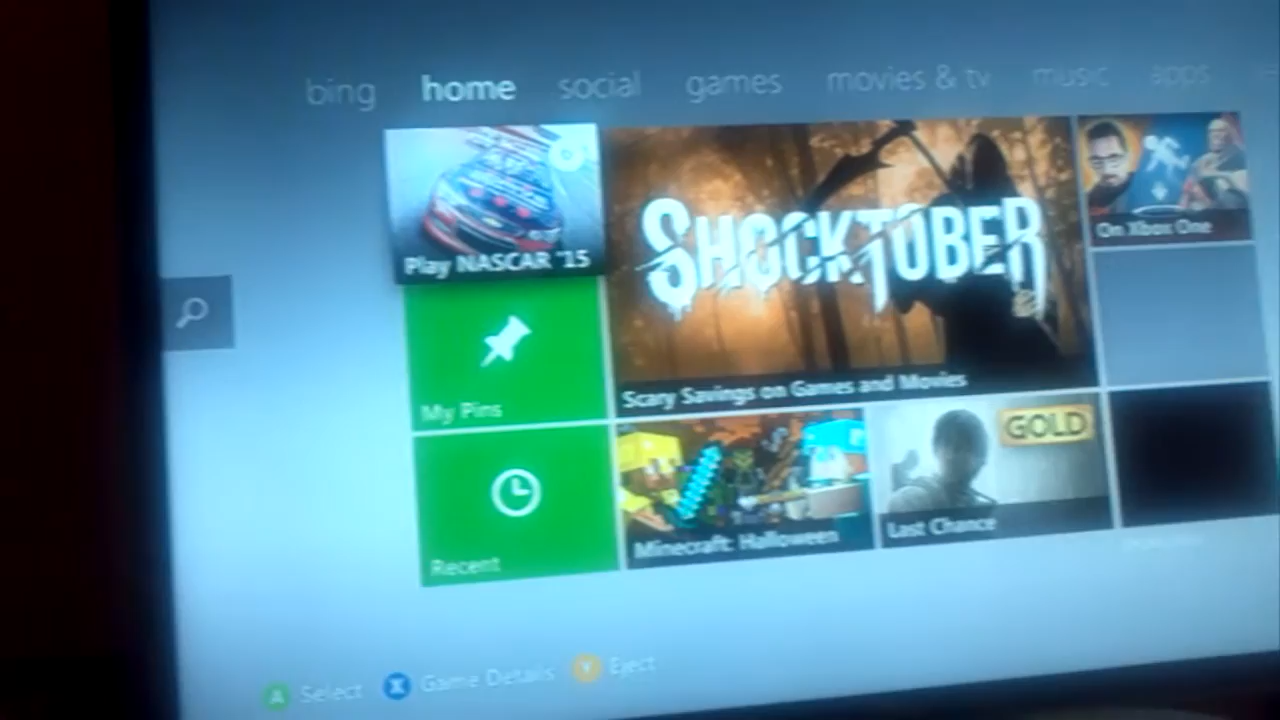 bing home social games movies & tv music apps
Play NASCAR '15
SHOCKTOBER
On Xbox One
Scary Savings on Games and Movies
My Pins
GOLD
Minecraft: Halloween
Last Chance
Recent
A Select X Game Details Y Eject